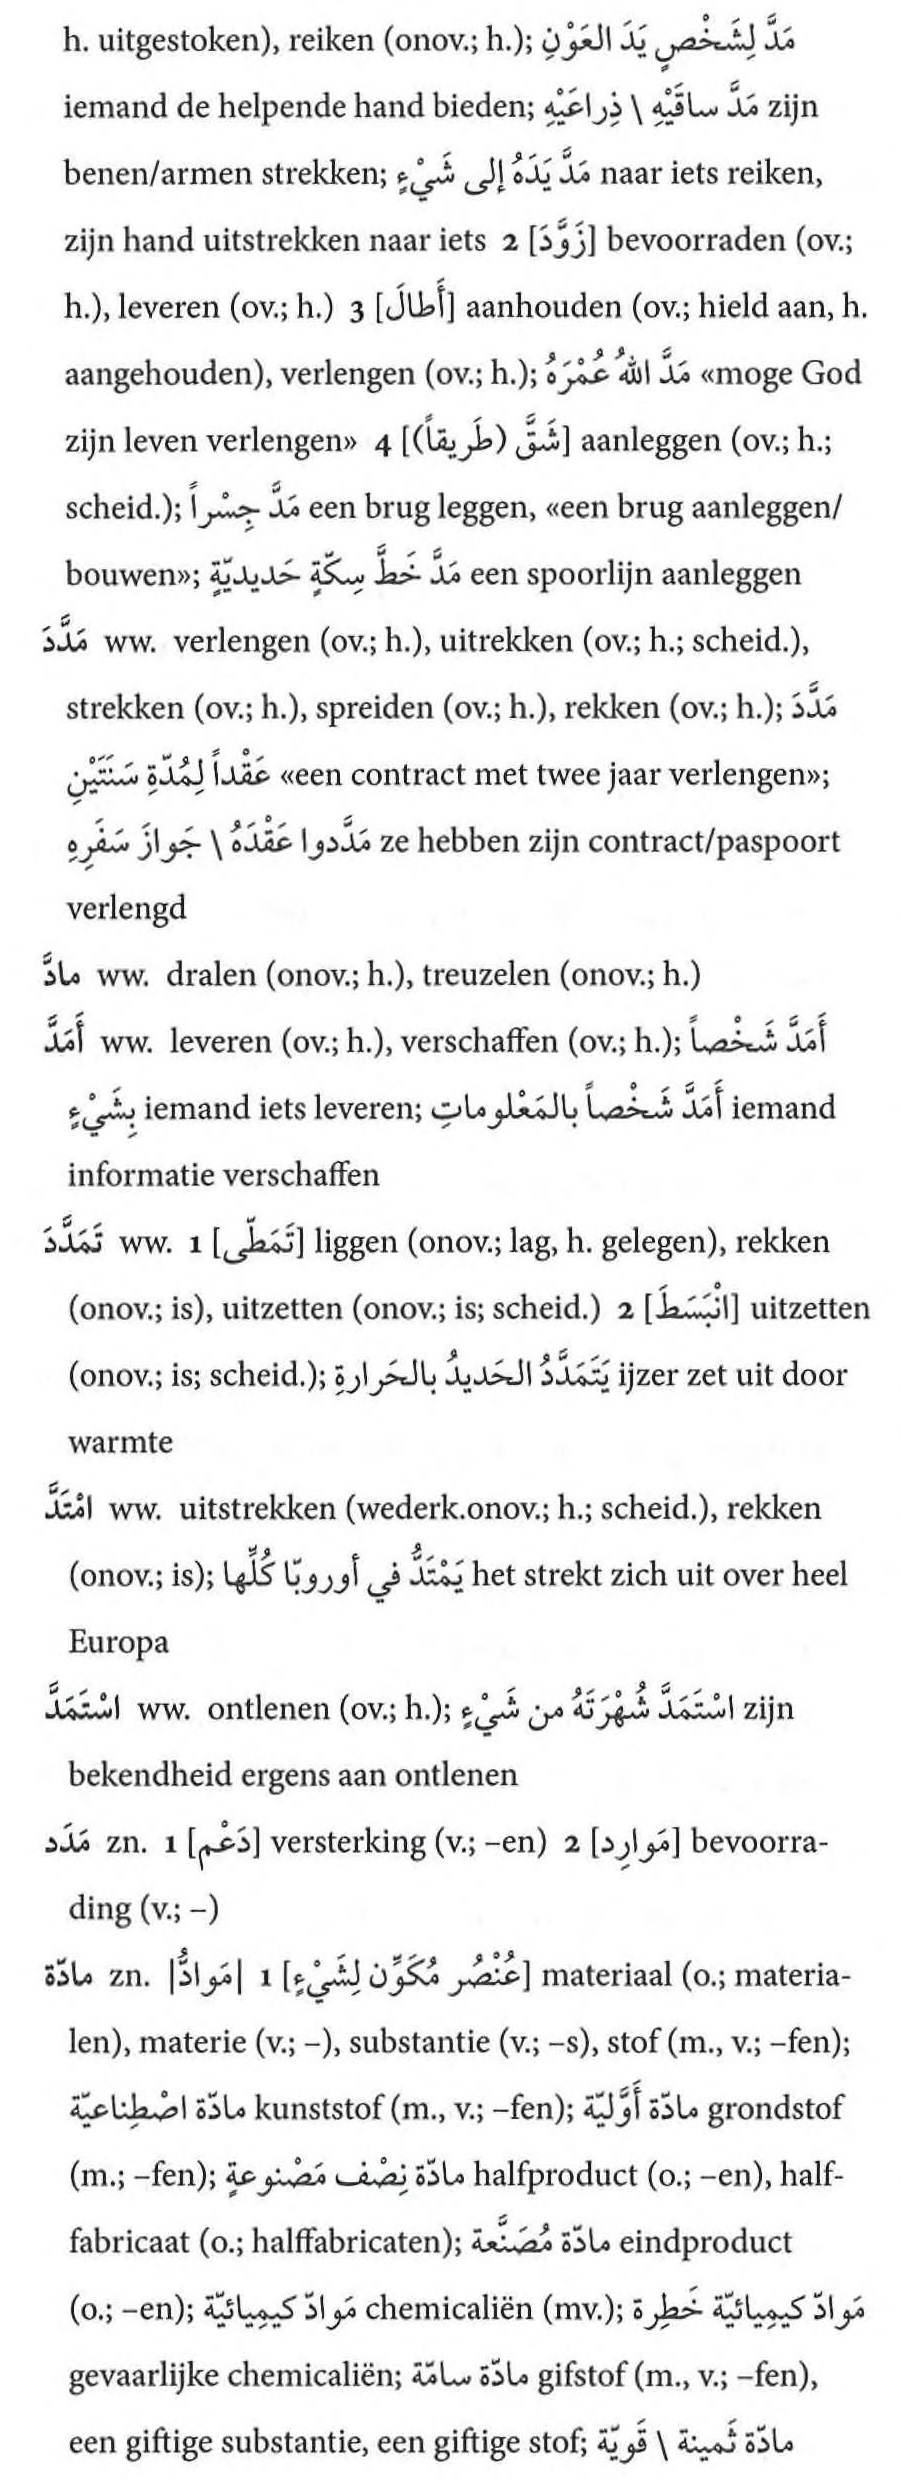 h. uitgestoken), reiken (onov.; h.); مَدَّ لِشَخْصٍ يَدَ العَوْنِ
iemand de helpende hand bieden; مَدَّ ساقَيْهِ \ ذِراعَيْهِ zijn
benen/armen strekken; مَدَّ يَدَهُ إلى شَيْءٍ naar iets reiken,
zijn hand uitstrekken naar iets 2 [زَوَّدَ] bevoorraden (ov.;
h.), leveren (ov.; h.) 3 [أَطالَ] aanhouden (ov.; hield aan, h.
aangehouden), verlengen (ov.; h.); مَدَّ اللهُ عُمْرَهُ «moge God
zijn leven verlengen» 4 [شَقَّ (طَريقاً)] aanleggen (ov.; h.;
scheid.); مَدَّ جِسْراً een brug leggen, «een brug aanleggen/
bouwen»; مَدَّ خَطَّ سِكّةٍ حَديديّةٍ een spoorlijn aanleggen
مَدَّدَ ww. verlengen (ov.; h.), uitrekken (ov.; h.; scheid.),
strekken (ov.; h.), spreiden (ov.; h.), rekken (ov.; h.); مَدَّدَ
عَقْداً لِمُدّةِ سَنَتَيْنِ «een contract met twee jaar verlengen»;
مَدَّدوا عَقْدَهُ \ جَوازَ سَفَرِهِ ze hebben zijn contract/paspoort
verlengd
مادَّ ww. dralen (onov.; h.), treuzelen (onov.; h.)
أَمَدَّ ww. leveren (ov.; h.), verschaffen (ov.; h.); أَمَدَّ شَخْصاً
بِشَيْءٍ iemand iets leveren; أَمَدَّ شَخْصاً بالمَعْلوماتِ iemand
informatie verschaffen
تَمَدَّدَ ww. 1 [تَمَطّى] liggen (onov.; lag, h. gelegen), rekken
(onov.; is), uitzetten (onov.; is; scheid.) 2 [انْبَسَطَ] uitzetten
(onov.; is; scheid.); يَتَمَدَّدُ الحَديدُ بالحَرارةِ ijzer zet uit door
warmte
امْتَدَّ ww. uitstrekken (wederk.onov.; h.; scheid.), rekken
(onov.; is); يَمْتَدُّ في أوروبّا كُلِّها het strekt zich uit over heel
Europa
اسْتَمَدَّ ww. ontlenen (ov.; h.); اسْتَمَدَّ شُهْرَتَهُ من شَيْءٍ zijn
bekendheid ergens aan ontlenen
مَدَد zn. 1 [دَعْم] versterking (v.; –en) 2 [مَوارِد] bevoorra-
ding (v.; –)
مادّة zn. |مَوادُّ| 1 [عُنْصُر مُكَوِّن لِشَيْءٍ] materiaal (o.; materia-
len), materie (v.; –), substantie (v.; –s), stof (m., v.; –fen);
مادّة اصْطِناعيّة kunststof (m., v.; –fen); مادّة أَوَّليّة grondstof
(m.; –fen); مادّة نِصْف مَصْنوعةٍ halfproduct (o.; –en), half-
fabricaat (o.; halffabricaten); مادّة مُصَنَّعة eindproduct
(o.; –en); مَوادّ كيمِيائيّة chemicaliën (mv.); مَوادّ كيمِيائيّة خَطِرة
gevaarlijke chemicaliën; مادّة سامّة gifstof (m., v.; –fen),
een giftige substantie, een giftige stof; مادّة ثَمينة \ قَويّة